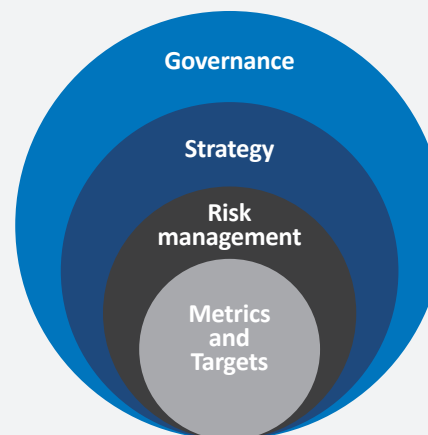 Governance
Strategy
Risk
management
Metrics
and
Targets